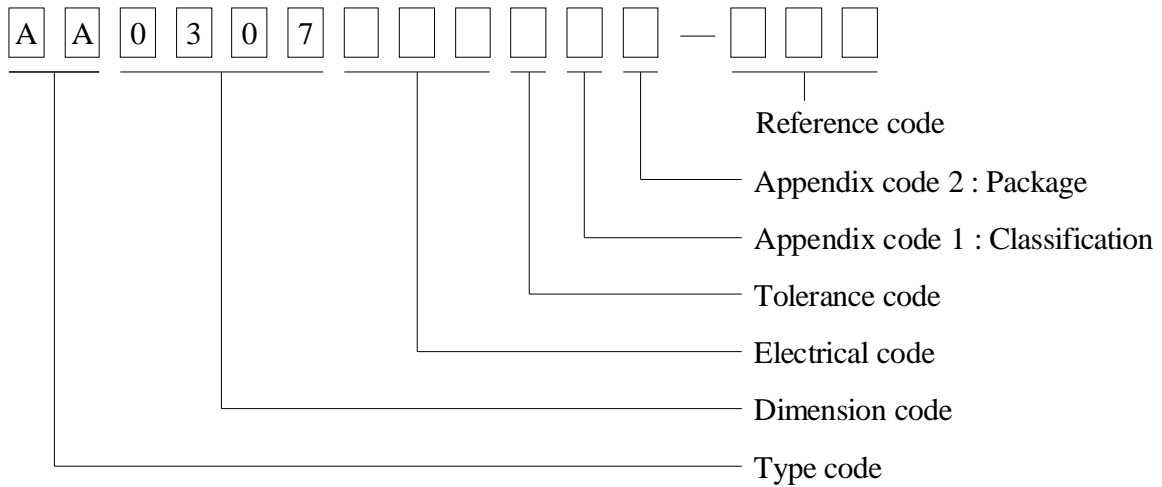 A A 0 3 0 7 —
Reference code
Appendix code 2 : Package
Appendix code 1 : Classification
Tolerance code
Electrical code
Dimension code
Type code